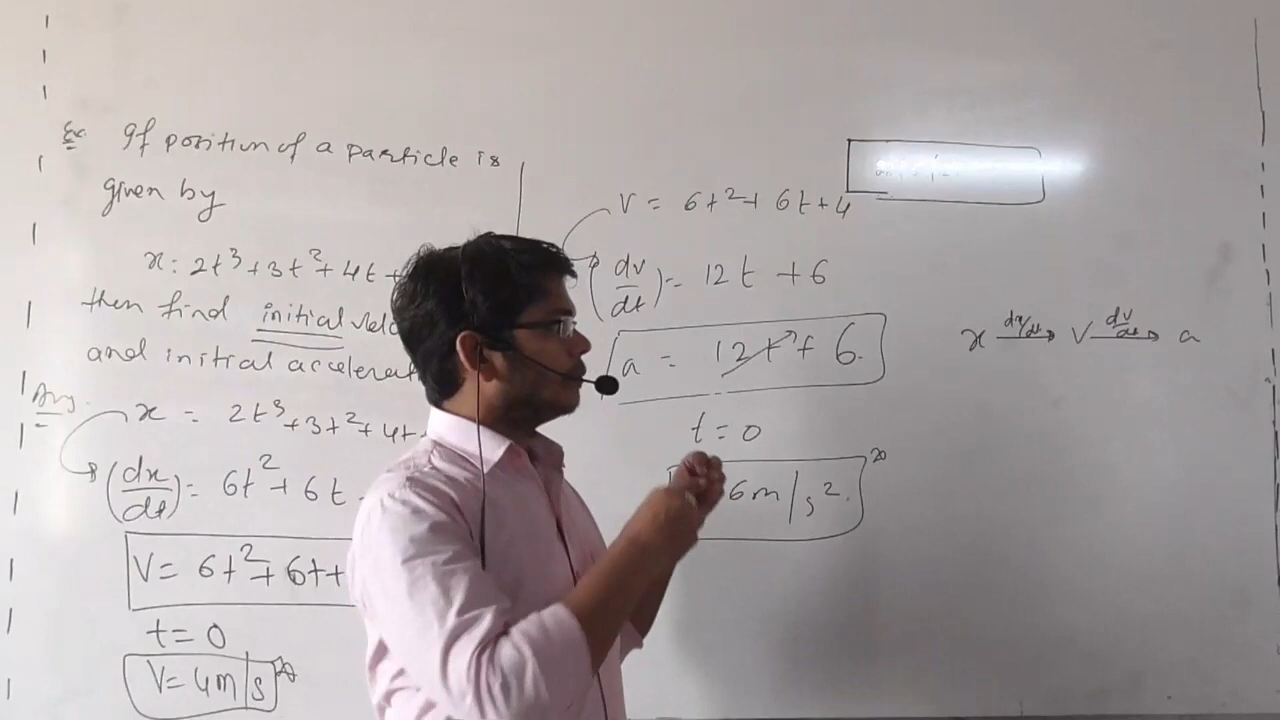 Ex. If position of a particle is
given by
x = 2t³ + 3t² + 4t +
then find initial velo
and initial accelerat
Ans.
x = 2t³ + 3t² + 4t
(dx/dt) = 6t² + 6t
V = 6t² + 6t +
t = 0
V = 4m/s
v = 6t² + 6t + 4
(dv/dt) = 12t + 6
a = 12t + 6.
t = 0
6m/s².
x dx/dt → V dv/dt → a